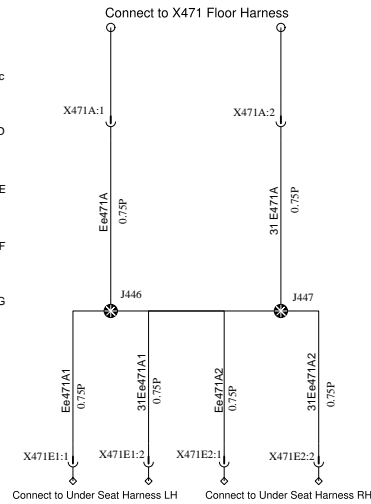 Connect to X471 Floor Harness
c
X471A:1
X471A:2
D
E
Ee471A
0.75P
31 E471A
0.75P
F
G
J446
J447
Ee471A1
0.75P
31Ee471A1
0.75P
Ee471A2
0.75P
31Ee471A2
0.75P
X471E1:1
X471E1:2
X471E2:1
X471E2:2
Connect to Under Seat Harness LH
Connect to Under Seat Harness RH